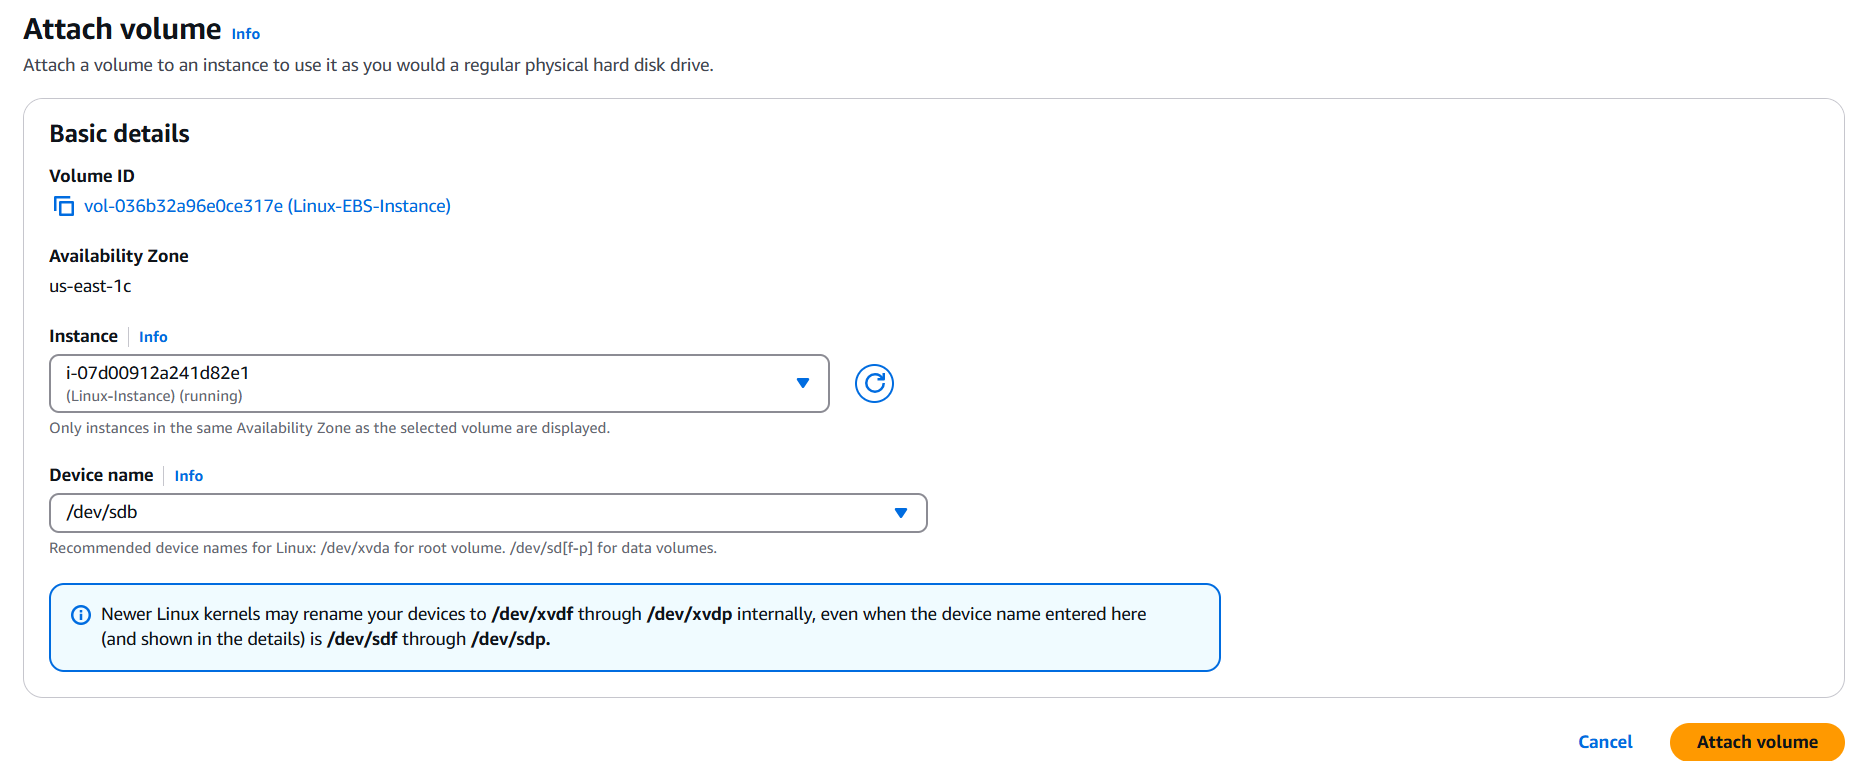 Attach volume Info
Attach a volume to an instance to use it as you would a regular physical hard disk drive.
Basic details
Volume ID
vol-036b32a96e0ce317e (Linux-EBS-Instance)
Availability Zone
us-east-1c
Instance Info
i-07d00912a241d82e1
(Linux-Instance) (running)
Only instances in the same Availability Zone as the selected volume are displayed.
Device name Info
/dev/sdb
Recommended device names for Linux: /dev/xvda for root volume. /dev/sd[f-p] for data volumes.
Newer Linux kernels may rename your devices to /dev/xvdf through /dev/xvdp internally, even when the device name entered here
(and shown in the details) is /dev/sdf through /dev/sdp.
Cancel Attach volume